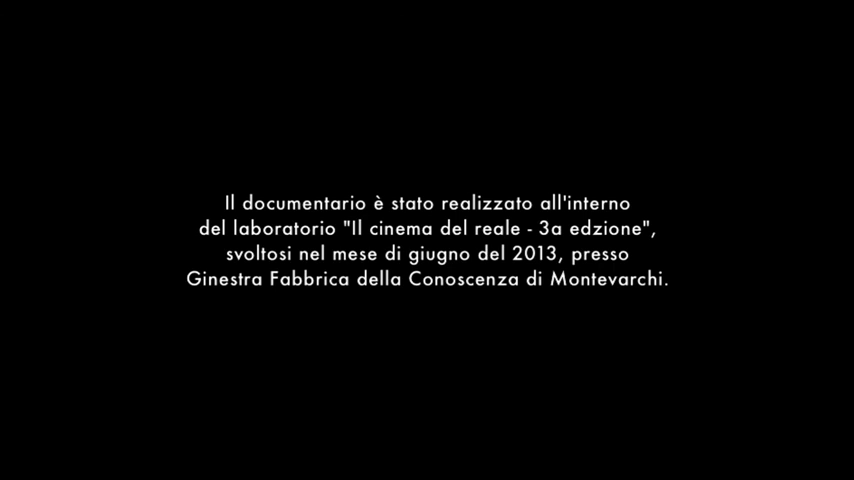 Il documentario è stato realizzato all'interno
del laboratorio "Il cinema del reale - 3a edzione",
svoltosi nel mese di giugno del 2013, presso
Ginestra Fabbrica della Conoscenza di Montevarchi.